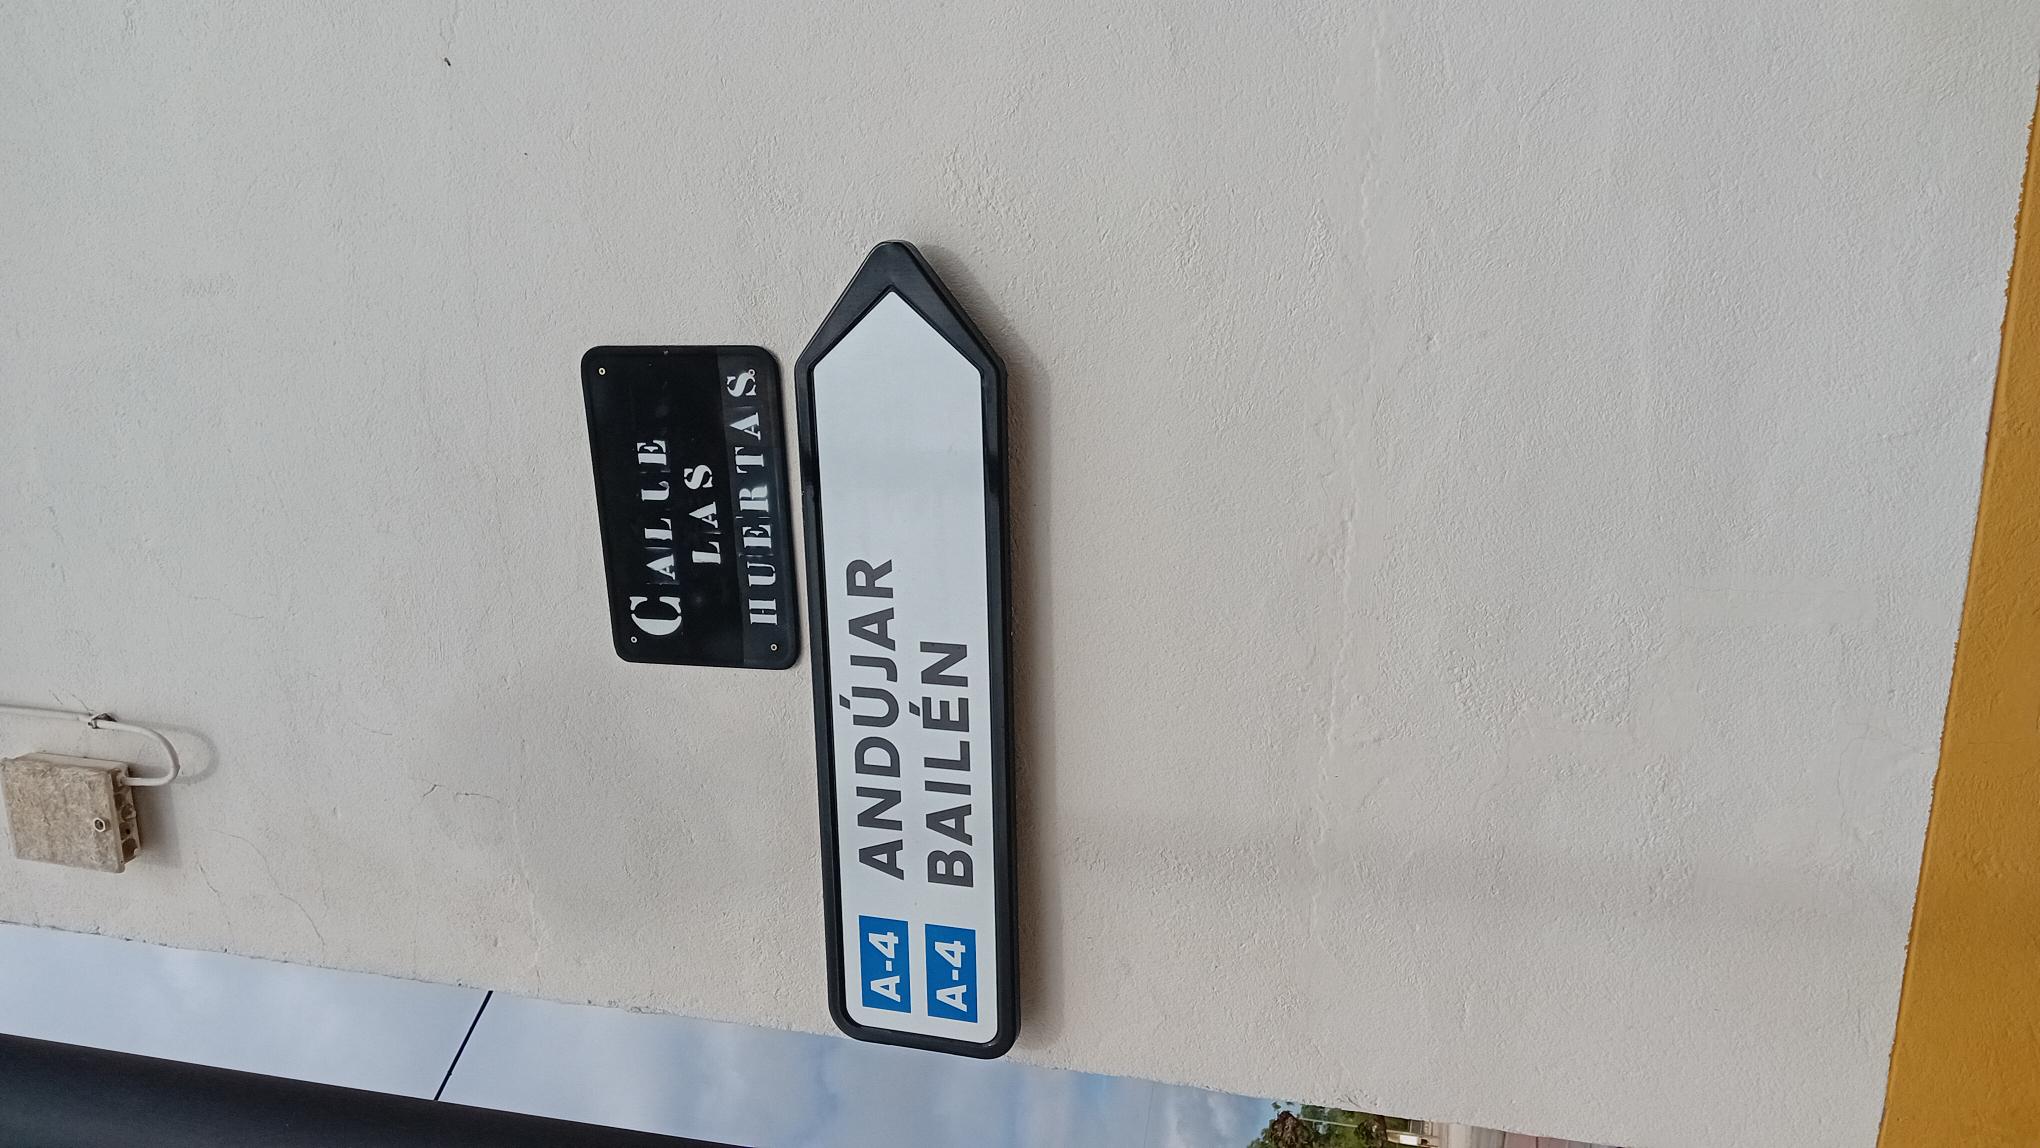 CALLE
LAS
HUERTAS
A-4 ANDÚJAR
A-4 BAILÉN